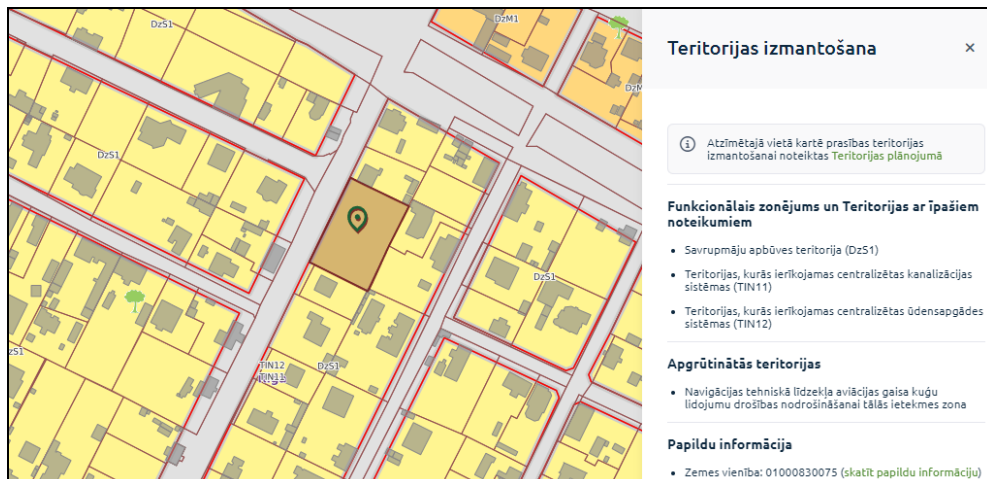 DzS1
DzM1
DzS1
DzS1
DzS1
TIN12
TIN11
Teritorijas izmantošana
×
Atzīmētajā vietā kartē prasības teritorijas
izmantošanai noteiktas Teritorijas plānojumā
Funkcionālais zonējums un Teritorijas ar īpašiem
noteikumiem
• Savrupmāju apbūves teritorija (DzS1)
• Teritorijas, kurās ierīkojamas centralizētas kanalizācijas
sistēmas (TIN11)
• Teritorijas, kurās ierīkojamas centralizētas ūdensapgādes
sistēmas (TIN12)
Apgrūtinātās teritorijas
• Navigācijas tehniskā līdzekļa aviācijas gaisa kuģu
lidojumu drošības nodrošināšanai tālās ietekmes zona
Papildu informācija
• Zemes vienība: 01000830075 (skatīt papildu informāciju)